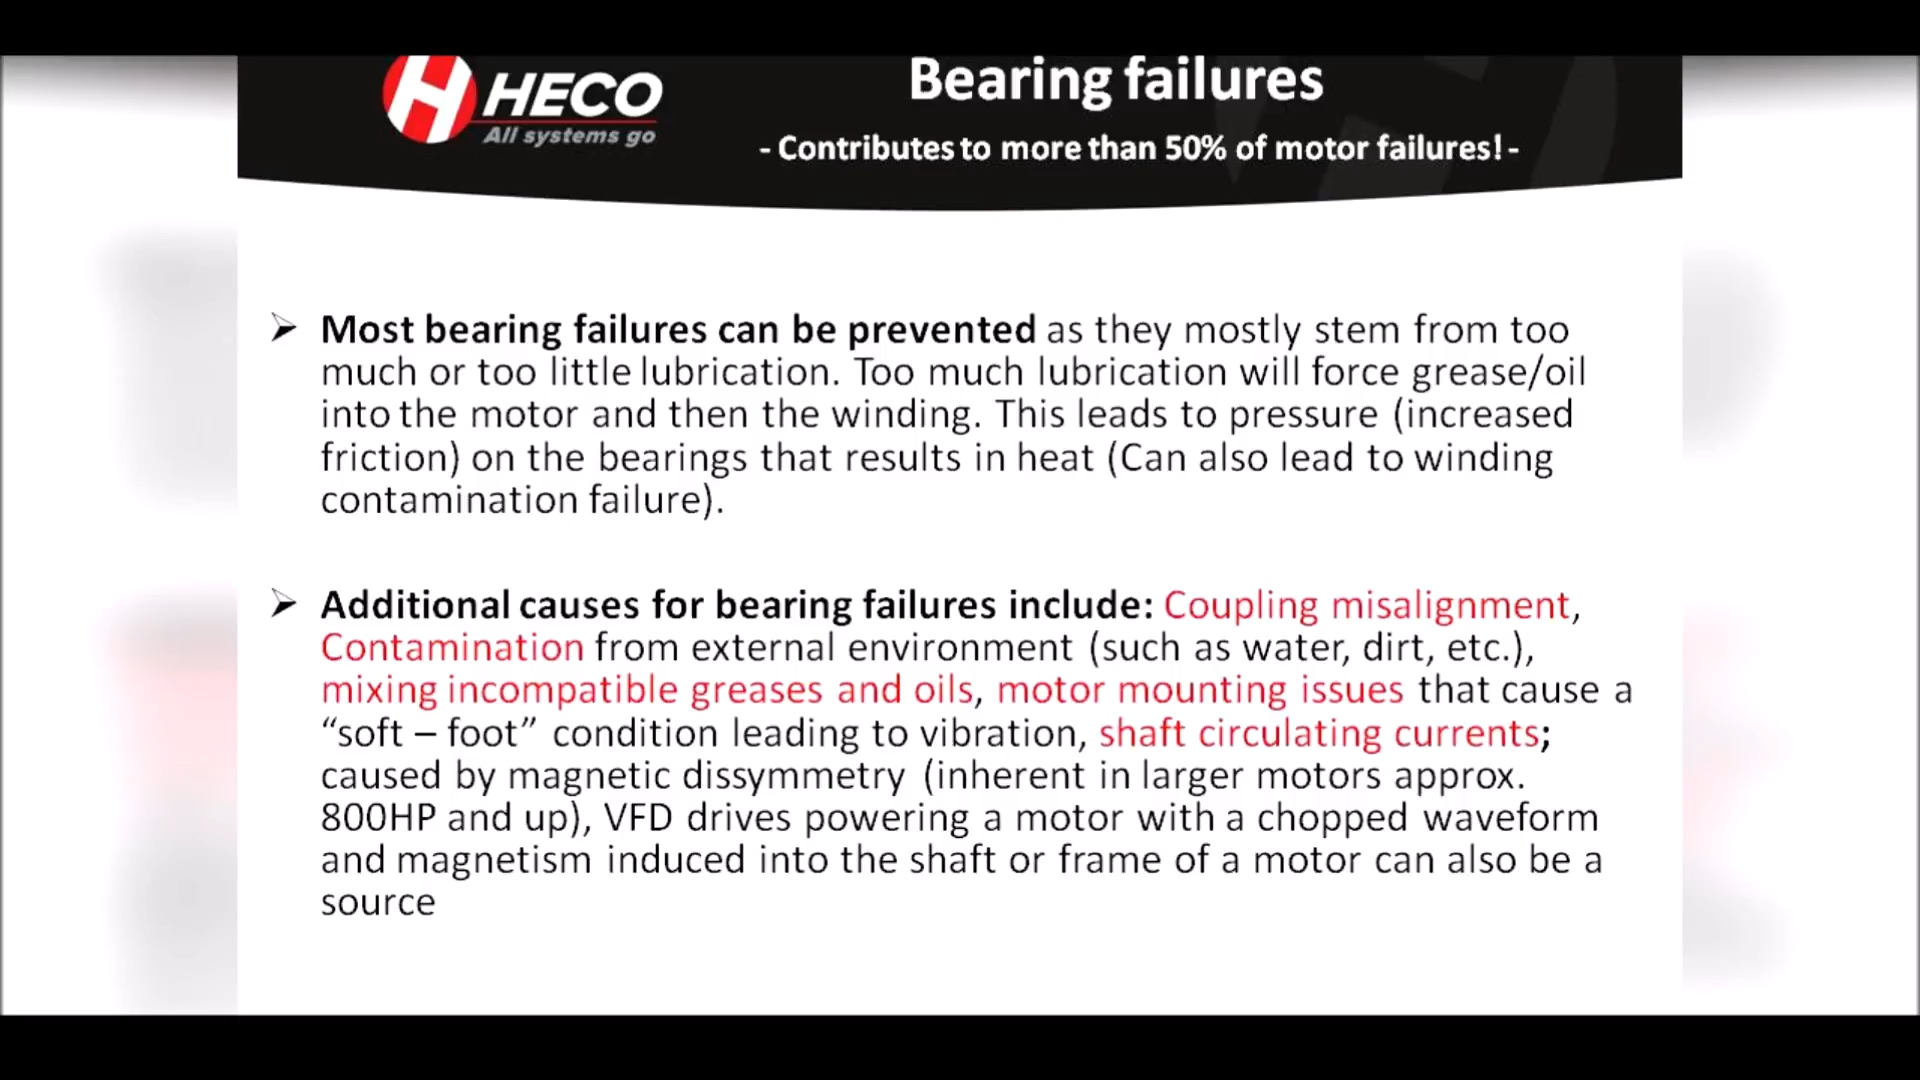 HECO
All systems go
Bearing failures
- Contributes to more than 50% of motor failures! -
➢ Most bearing failures can be prevented as they mostly stem from too
much or too little lubrication. Too much lubrication will force grease/oil
into the motor and then the winding. This leads to pressure (increased
friction) on the bearings that results in heat (Can also lead to winding
contamination failure).
➢ Additional causes for bearing failures include: Coupling misalignment,
Contamination from external environment (such as water, dirt, etc.),
mixing incompatible greases and oils, motor mounting issues that cause a
“soft – foot” condition leading to vibration, shaft circulating currents;
caused by magnetic dissymmetry (inherent in larger motors approx.
800HP and up), VFD drives powering a motor with a chopped waveform
and magnetism induced into the shaft or frame of a motor can also be a
source